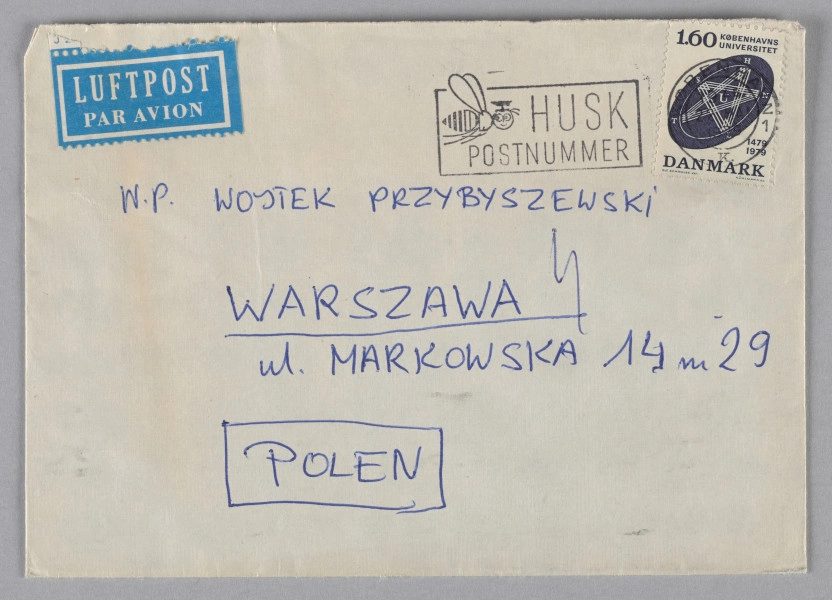 LUFTPOST
PAR AVION
HUSK
POSTNUMMER
1.60 KØBENHAVNS
UNIVERSITET
1479
1979
DANMARK
W.P. WOJTEK PRZYBYSZEWSKI
WARSZAWA
ul. MARKOWSKA 14 m 29
POLEN